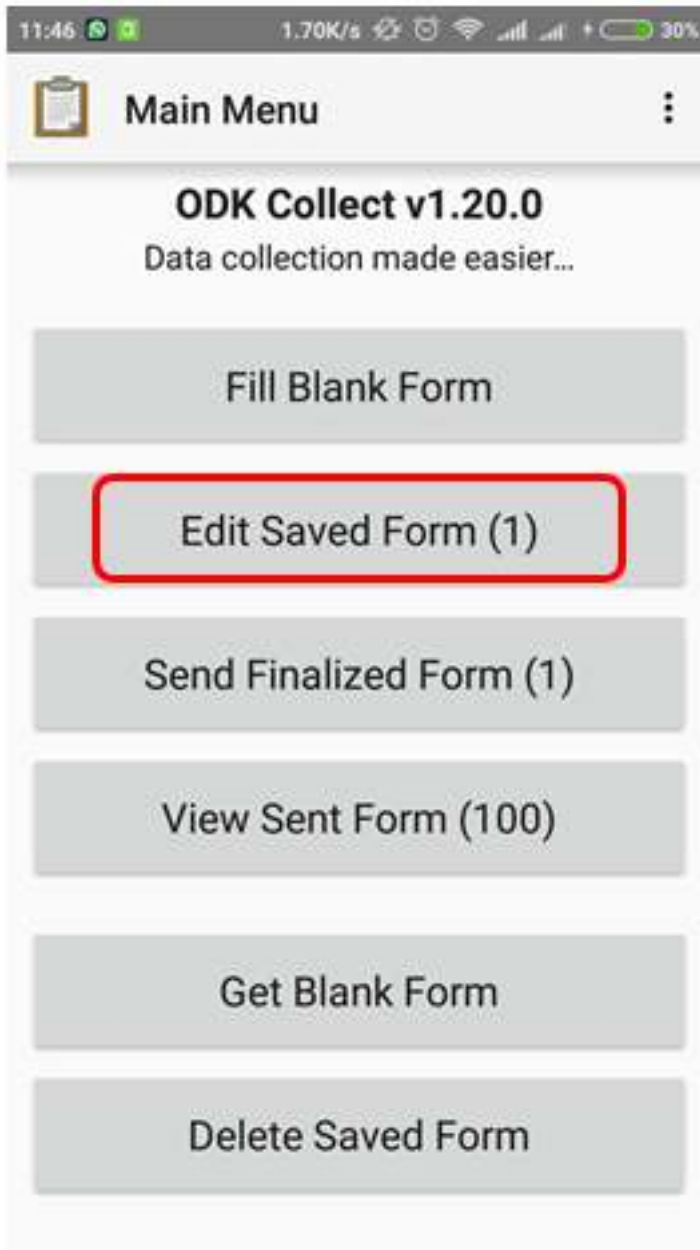 11:46 1.70K/s 30%
Main Menu
ODK Collect v1.20.0
Data collection made easier...
Fill Blank Form
Edit Saved Form (1)
Send Finalized Form (1)
View Sent Form (100)
Get Blank Form
Delete Saved Form